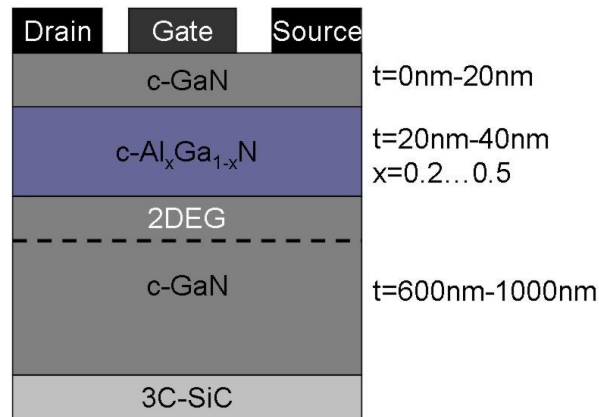 Drain Gate Source
c-GaN t=0nm-20nm
c-AlₓGa₁₋ₓN t=20nm-40nm
x=0.2...0.5
2DEG
c-GaN t=600nm-1000nm
3C-SiC